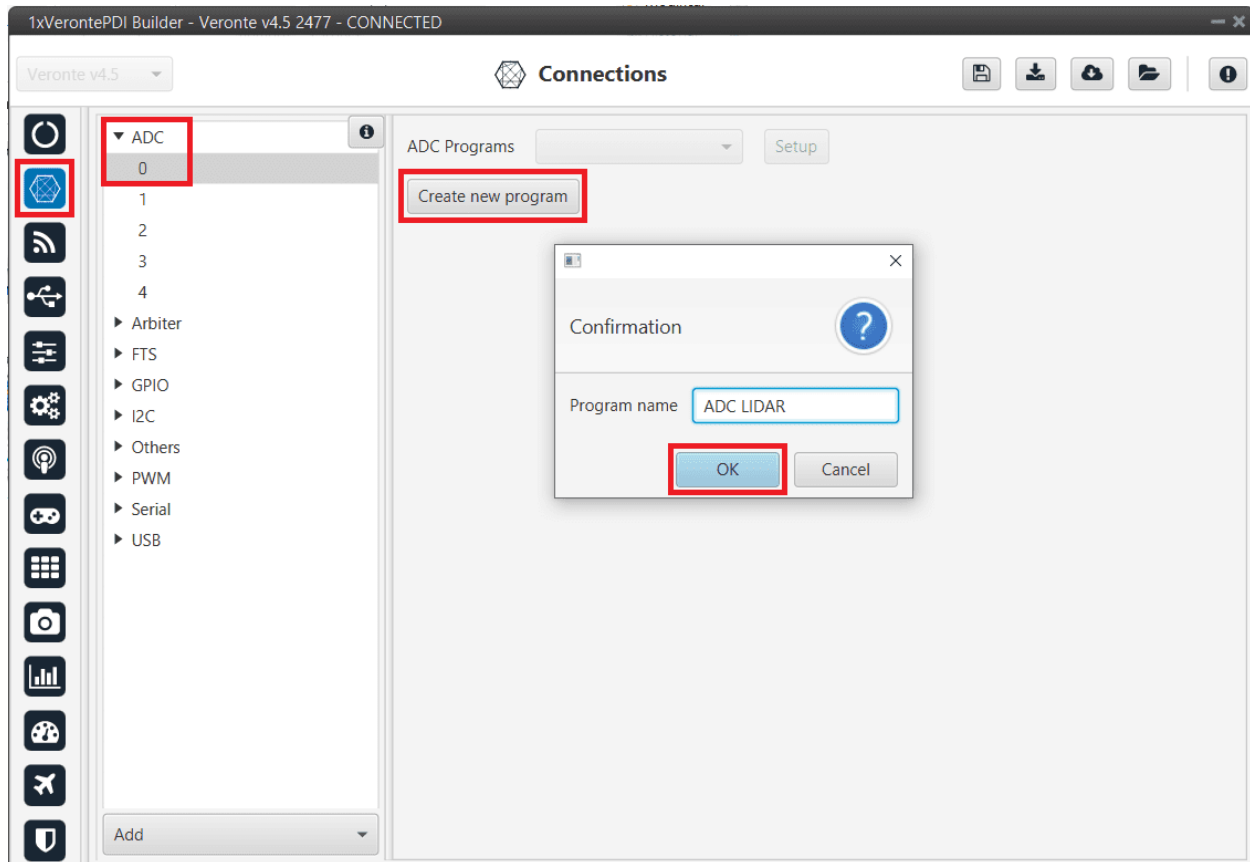 1xVerontePDI Builder - Veronte v4.5 2477 - CONNECTED
Veronte v4.5
Connections
ADC
0
1
2
3
4
Arbiter
FTS
GPIO
I2C
Others
PWM
Serial
USB
Add
ADC Programs
Setup
Create new program
Confirmation
Program name ADC LIDAR
OK Cancel